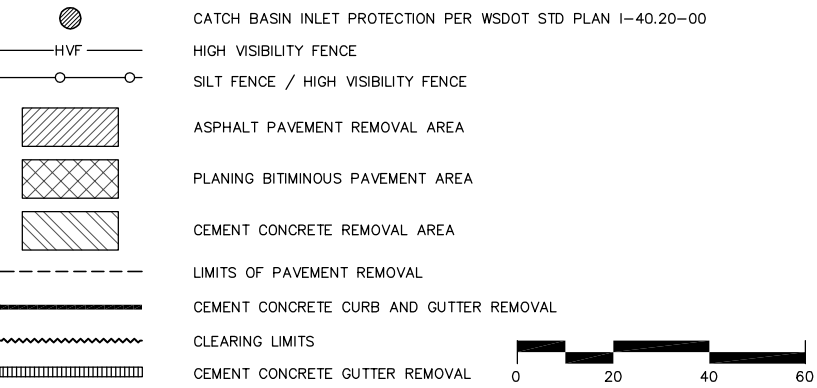 CATCH BASIN INLET PROTECTION PER WSDOT STD PLAN I-40.20-00
HVF
HIGH VISIBILITY FENCE
SILT FENCE / HIGH VISIBILITY FENCE
ASPHALT PAVEMENT REMOVAL AREA
PLANING BITIMINOUS PAVEMENT AREA
CEMENT CONCRETE REMOVAL AREA
LIMITS OF PAVEMENT REMOVAL
CEMENT CONCRETE CURB AND GUTTER REMOVAL
CLEARING LIMITS
CEMENT CONCRETE GUTTER REMOVAL
0 20 40 60